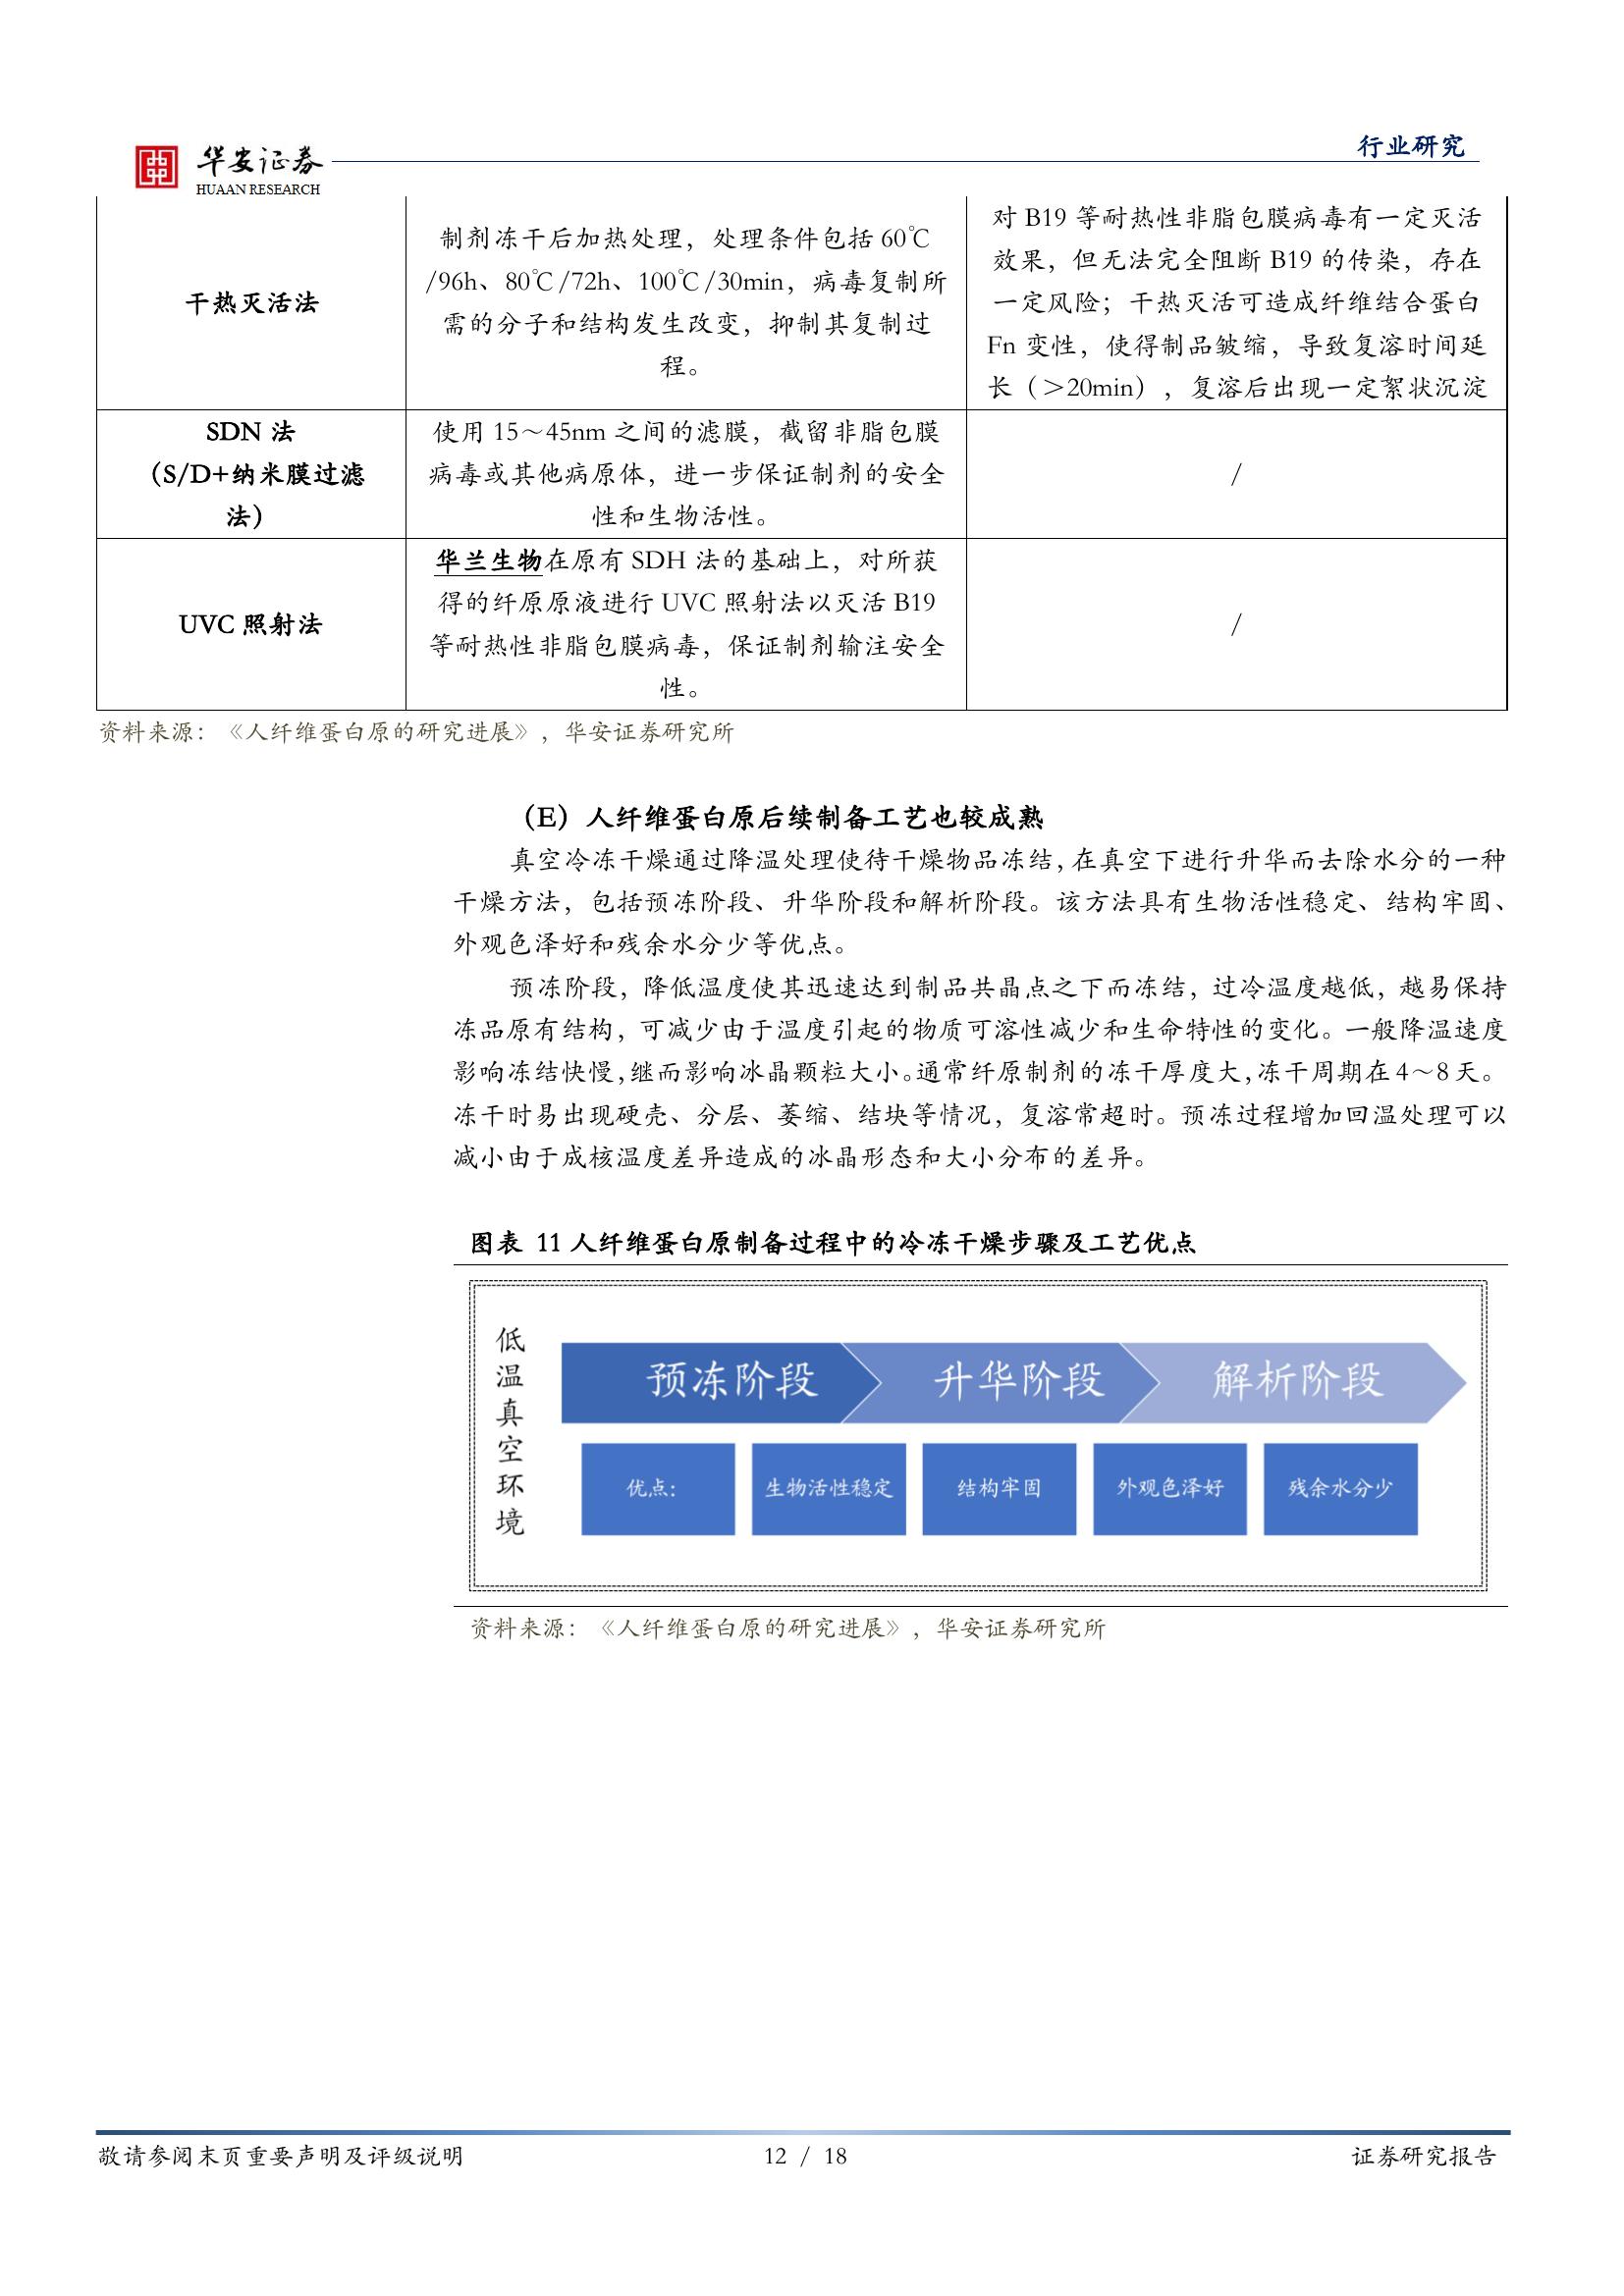 华安证券
HUAAN RESEARCH
行业研究
干热灭活法
制剂冻干后加热处理，处理条件包括 60℃
/96h、80℃/72h、100℃/30min，病毒复制所
需的分子和结构发生改变，抑制其复制过
程。
对 B19 等耐热性非脂包膜病毒有一定灭活
效果，但无法完全阻断 B19 的传染，存在
一定风险；干热灭活可造成纤维结合蛋白
Fn 变性，使得制品皱缩，导致复溶时间延
长（＞20min），复溶后出现一定絮状沉淀
SDN 法
（S/D+纳米膜过滤
法）
使用 15～45nm 之间的滤膜，截留非脂包膜
病毒或其他病原体，进一步保证制剂的安全
性和生物活性。
/
UVC 照射法
华兰生物在原有 SDH 法的基础上，对所获
得的纤原原液进行 UVC 照射法以灭活 B19
等耐热性非脂包膜病毒，保证制剂输注安全
性。
/
资料来源：《人纤维蛋白原的研究进展》，华安证券研究所
（E）人纤维蛋白原后续制备工艺也较成熟
真空冷冻干燥通过降温处理使待干燥物品冻结，在真空下进行升华而去除水分的一种
干燥方法，包括预冻阶段、升华阶段和解析阶段。该方法具有生物活性稳定、结构牢固、
外观色泽好和残余水分少等优点。
预冻阶段，降低温度使其迅速达到制品共晶点之下而冻结，过冷温度越低，越易保持
冻品原有结构，可减少由于温度引起的物质可溶性减少和生命特性的变化。一般降温速度
影响冻结快慢，继而影响冰晶颗粒大小。通常纤原制剂的冻干厚度大，冻干周期在 4～8 天。
冻干时易出现硬壳、分层、萎缩、结块等情况，复溶常超时。预冻过程增加回温处理可以
减小由于成核温度差异造成的冰晶形态和大小分布的差异。
图表 11 人纤维蛋白原制备过程中的冷冻干燥步骤及工艺优点
低温真空环境
预冻阶段
升华阶段
解析阶段
优点：
生物活性稳定
结构牢固
外观色泽好
残余水分少
资料来源：《人纤维蛋白原的研究进展》，华安证券研究所
敬请参阅末页重要声明及评级说明
12 / 18
证券研究报告